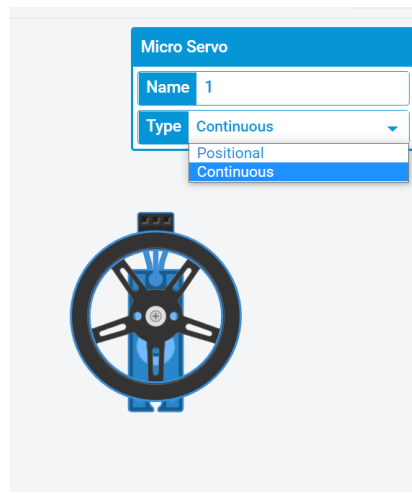 Micro Servo
Name 1
Type Continuous
Positional
Continuous